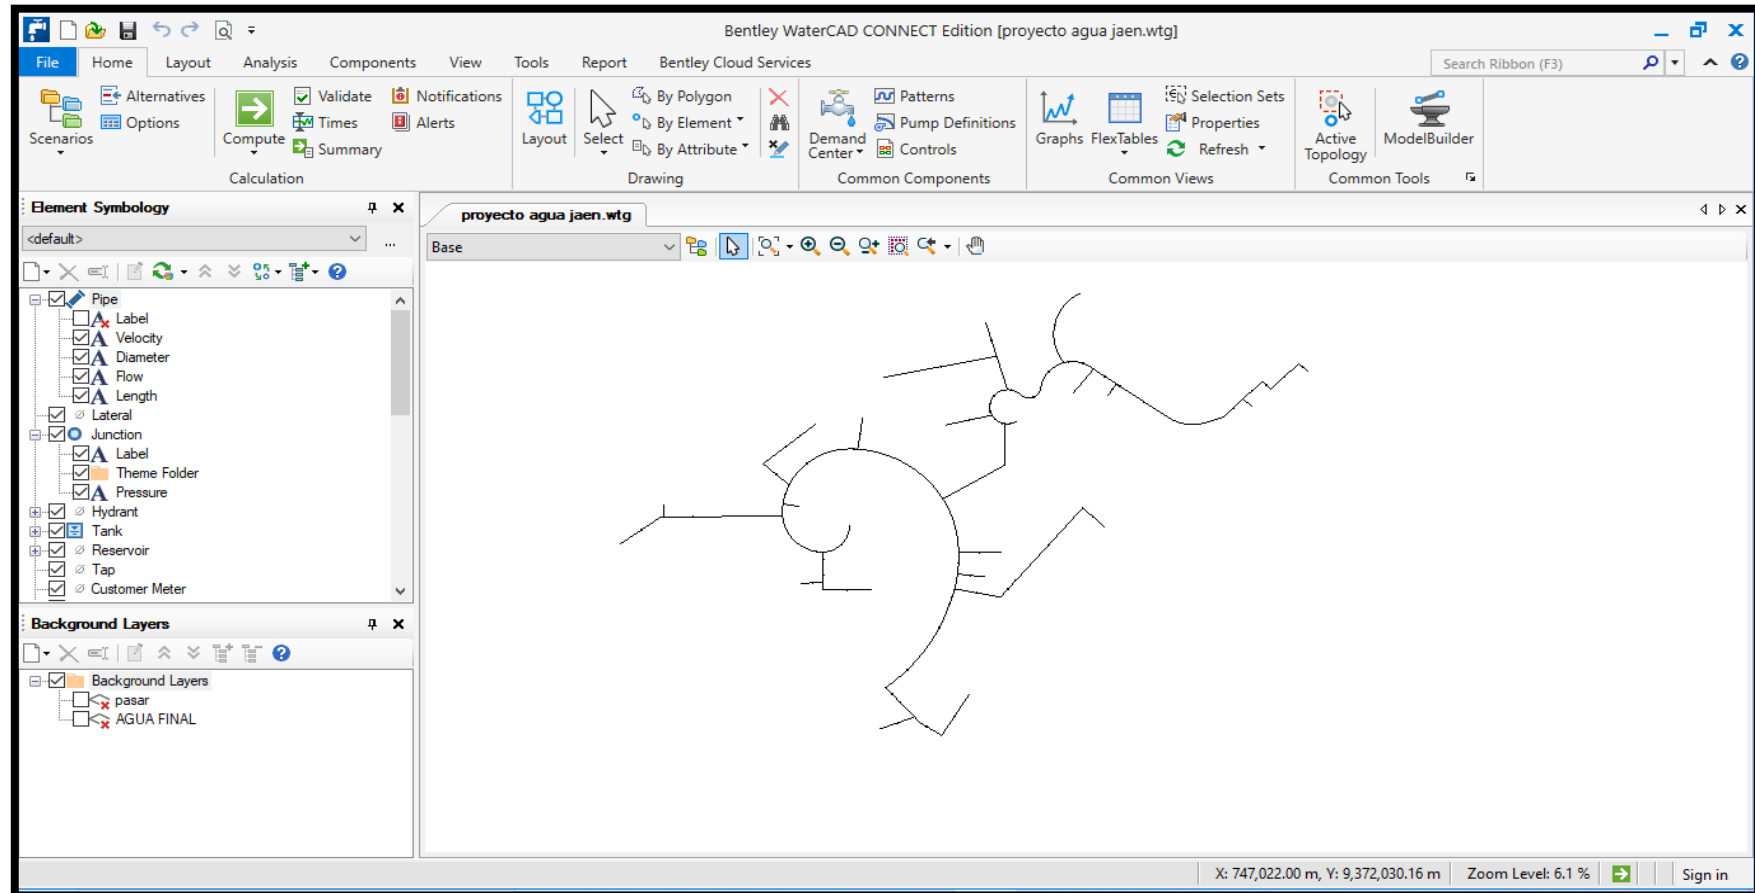 Bentley WaterCAD CONNECT Edition [proyecto agua jaen.wtg]
File Home Layout Analysis Components View Tools Report Bentley Cloud Services Search Ribbon (F3)
Scenarios
Alternatives
Options
Compute
Validate
Times
Summary
Notifications
Alerts
Calculation
Layout
Select
By Polygon
By Element
By Attribute
Drawing
Demand Center
Patterns
Pump Definitions
Controls
Common Components
Graphs
FlexTables
Selection Sets
Properties
Refresh
Common Views
Active Topology
ModelBuilder
Common Tools
Element Symbology
<default>
...
Pipe
Label
Velocity
Diameter
Flow
Length
Lateral
Junction
Label
Theme Folder
Pressure
Hydrant
Tank
Reservoir
Tap
Customer Meter
Background Layers
Background Layers
pasar
AGUA FINAL
proyecto agua jaen.wtg
Base
X: 747,022.00 m, Y: 9,372,030.16 m Zoom Level: 6.1 % Sign in